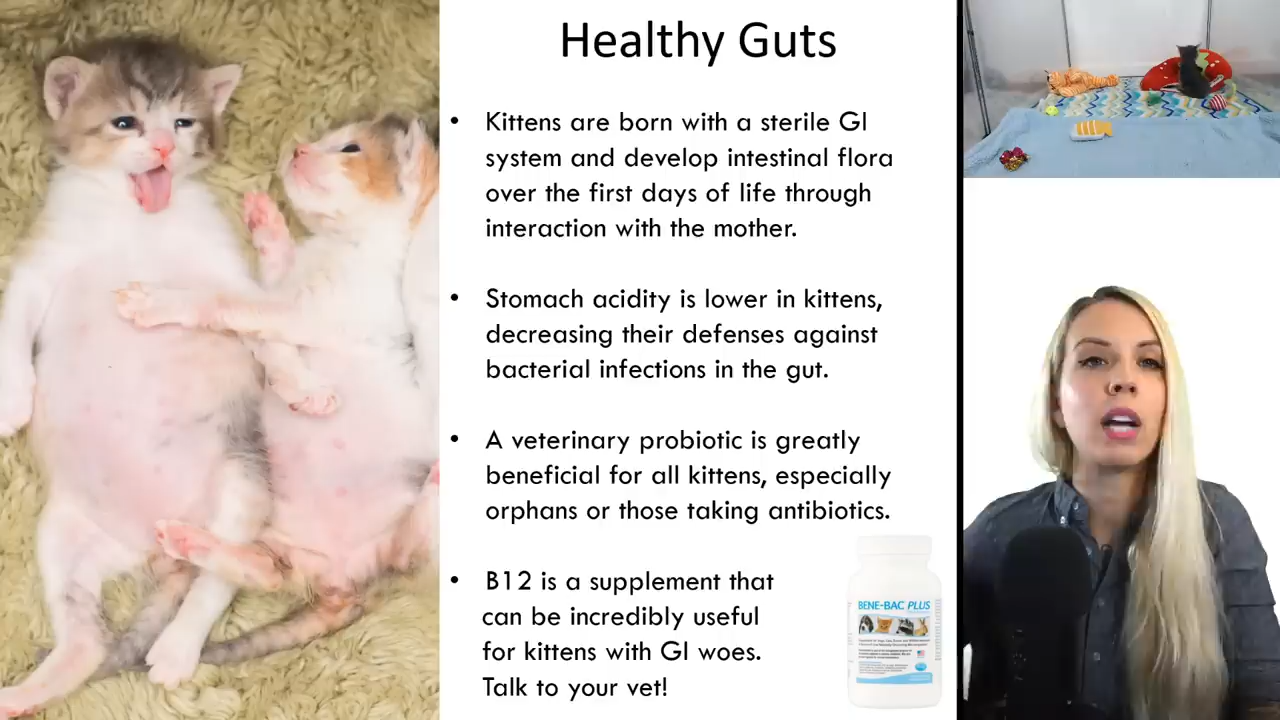 Healthy Guts
• Kittens are born with a sterile GI
system and develop intestinal flora
over the first days of life through
interaction with the mother.
• Stomach acidity is lower in kittens,
decreasing their defenses against
bacterial infections in the gut.
• A veterinary probiotic is greatly
beneficial for all kittens, especially
orphans or those taking antibiotics.
• B12 is a supplement that
can be incredibly useful
for kittens with GI woes.
Talk to your vet!
BENE-BAC PLUS